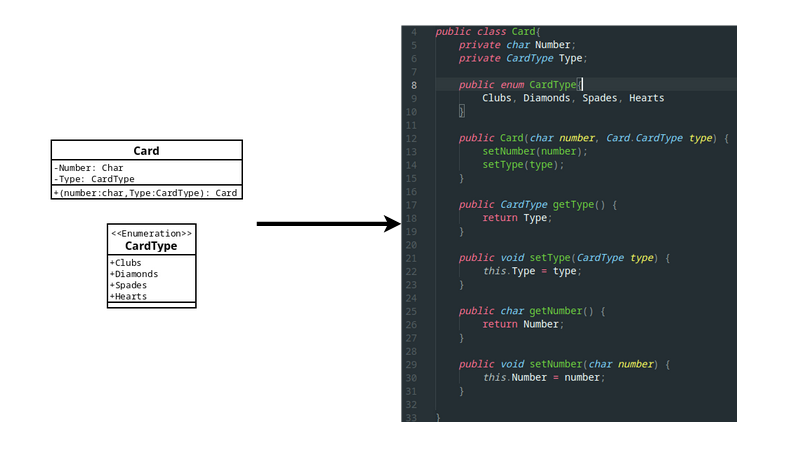 Card
-Number: Char
-Type: CardType
+(number:char,Type:CardType): Card
<<Enumeration>>
CardType
+Clubs
+Diamonds
+Spades
+Hearts
4 public class Card{
5 private char Number;
6 private CardType Type;
7
8 public enum CardType{
9 Clubs, Diamonds, Spades, Hearts
10 }
11
12 public Card(char number, Card.CardType type) {
13 setNumber(number);
14 setType(type);
15 }
16
17 public CardType getType() {
18 return Type;
19 }
20
21 public void setType(CardType type) {
22 this.Type = type;
23 }
24
25 public char getNumber() {
26 return Number;
27 }
28
29 public void setNumber(char number) {
30 this.Number = number;
31 }
32
33 }